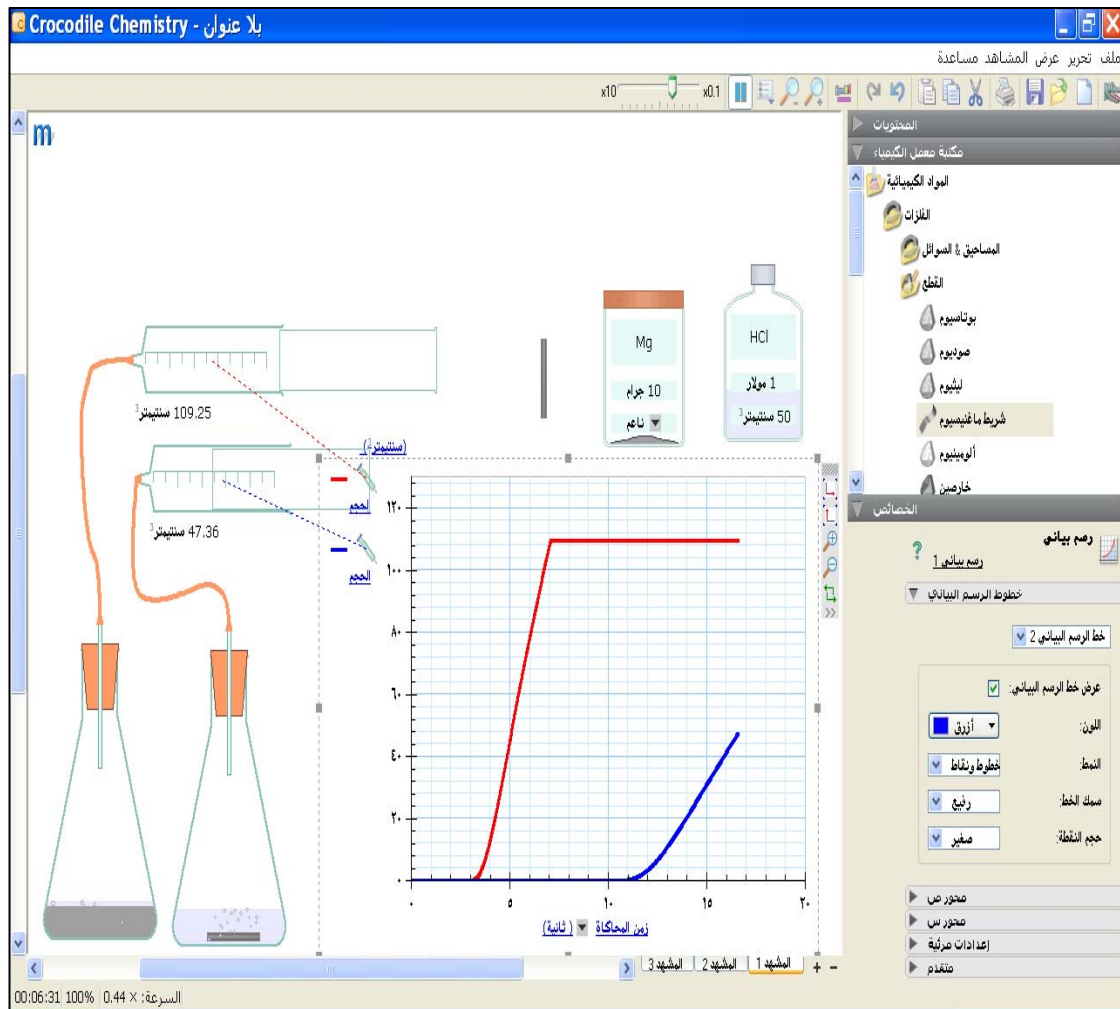 Crocodile Chemistry - بلا عنوان
ملف تحرير عرض المشاهد مساعدة
x10 x0.1
m
المحتويات
مكتبة معمل الكيمياء
المواد الكيميائية
الفلزات
المساحيق & السوائل
القطع
بوتاسيوم
صوديوم
ليثيوم
شريط ماغنيسيوم
ألومينيوم
خارصين
109.25 سنتيمتر3
47.36 سنتيمتر3
Mg
10 جرام
ناعم
HCl
1 مولار
50 سنتيمتر3
(سنتيمتر3)
الحجم
الحجم
١٢٠
١٠٠
٨٠
٦٠
٤٠
٢٠
٠
٠ ٥ ١٠ ١٥ ٢٠
زمن المحاكاة (ثانية)
الخصائص
رسم بياني
رسم بياني 1
؟
خطوط الرسم البياني
خط الرسم البياني 2
عرض خط الرسم البياني:
اللون: أزرق
النمط: خطوط ونقاط
سمك الخط: رفيع
حجم النقطة: صغير
محور ص
محور س
إعدادات مرئية
متقدم
المشهد 1 المشهد 2 المشهد 3
+ −
00:06:31 100% السرعة: × 0.44